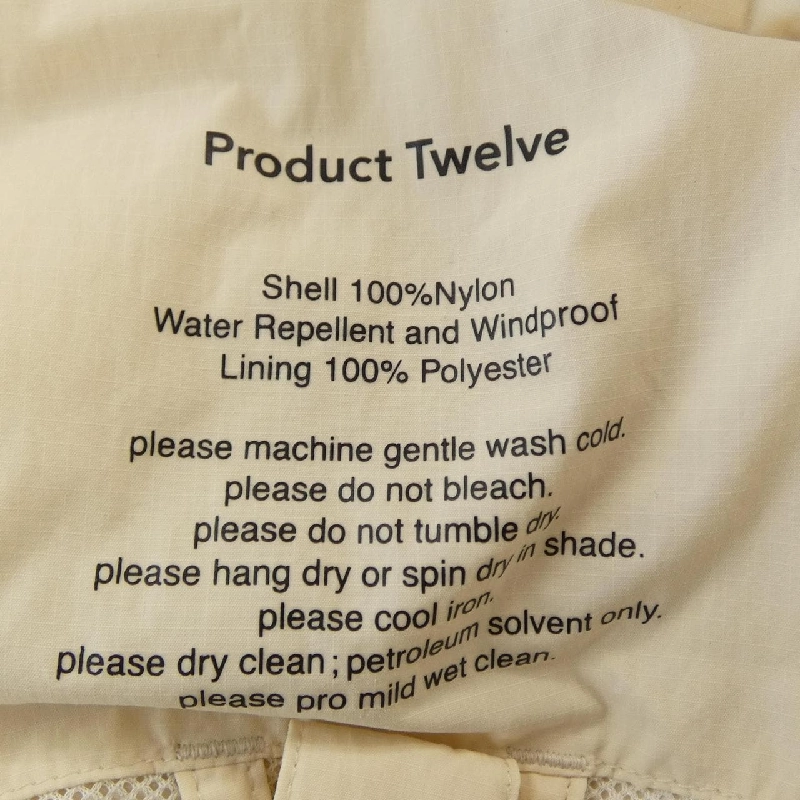 Product Twelve
Shell 100%Nylon
Water Repellent and Windproof
Lining 100% Polyester
please machine gentle wash cold.
please do not bleach.
please do not tumble dry.
please hang dry or spin dry in shade.
please cool iron.
please dry clean ; petroleum solvent only.
please pro mild wet clean.